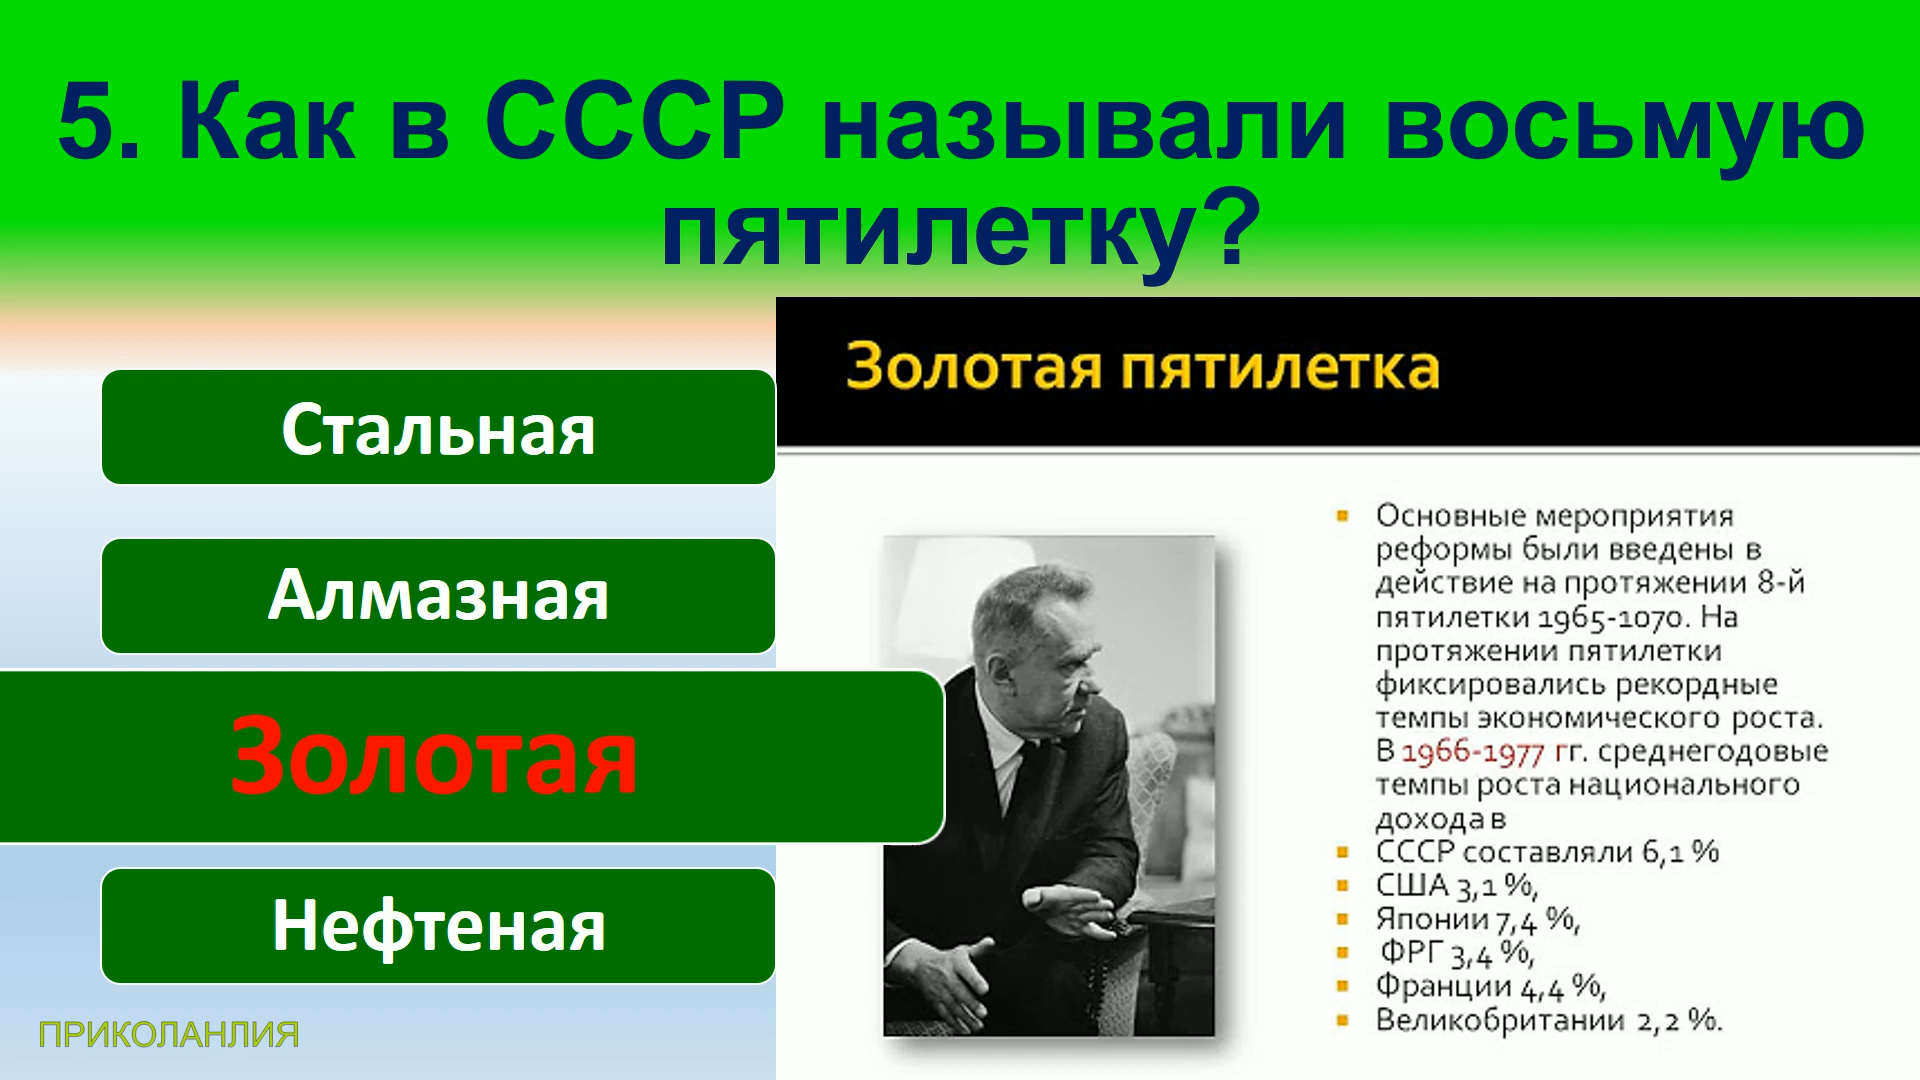 5. Как в СССР называли восьмую
пятилетку?
Стальная
Алмазная
Золотая
Нефтеная
ПРИКОЛАНЛИЯ
Золотая пятилетка
Основные мероприятия
реформы были введены в
действие на протяжении 8-й
пятилетки 1965-1070. На
протяжении пятилетки
фиксировались рекордные
темпы экономического роста.
В 1966-1977 гг. среднегодовые
темпы роста национального
дохода в
СССР составляли 6,1 %
США 3,1 %,
Японии 7,4 %,
ФРГ 3,4 %,
Франции 4,4 %,
Великобритании 2,2 %.